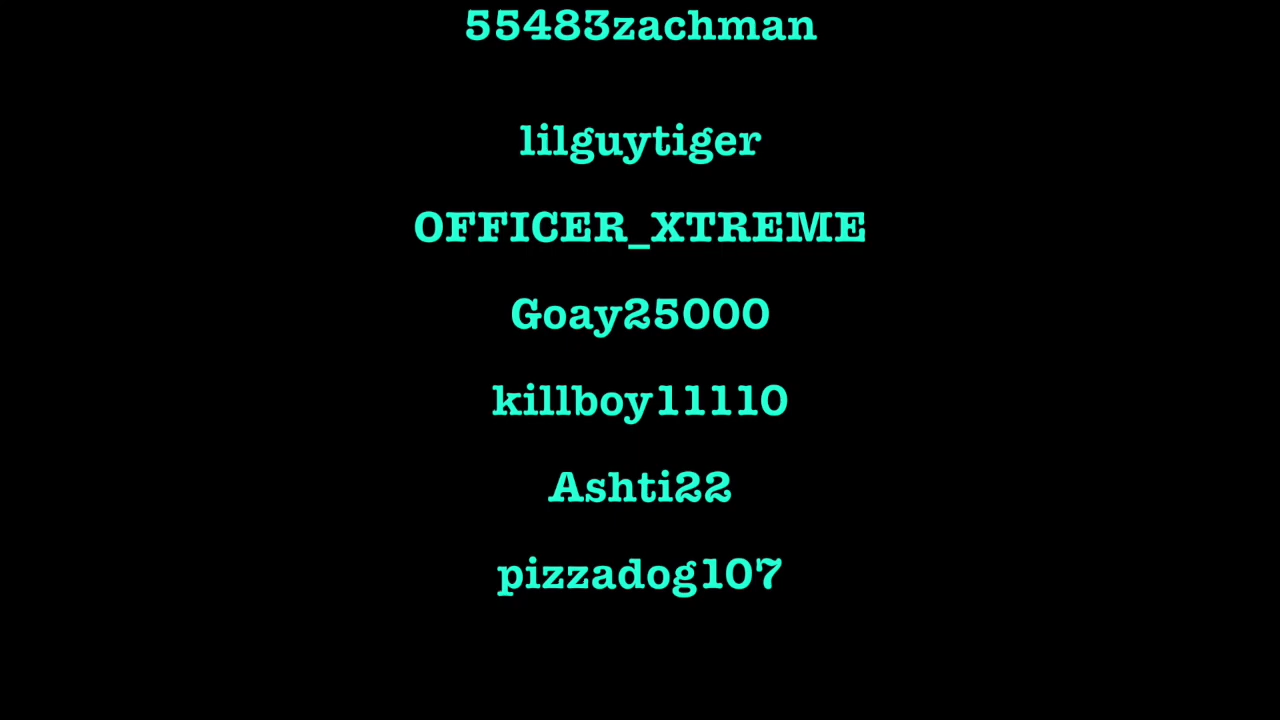 55483zachman
lilguytiger
OFFICER_XTREME
Goay25000
killboy11110
Ashti22
pizzadog107